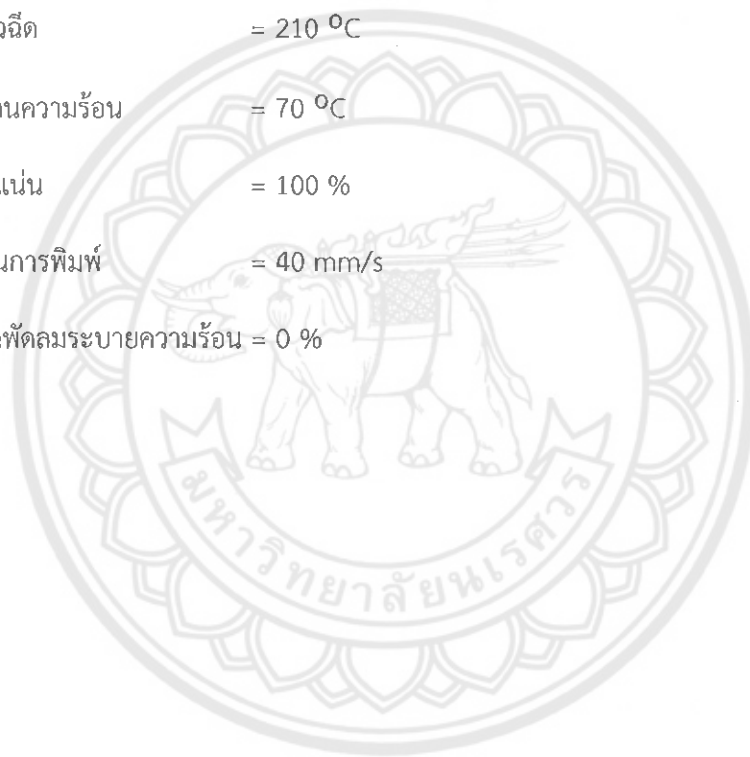 วฉีด = 210 ºC
านความร้อน = 70 ºC
แน่น = 100 %
นการพิมพ์ = 40 mm/s
พัดลมระบายความร้อน = 0 %
มหาวิทยาลัยนเรศวร